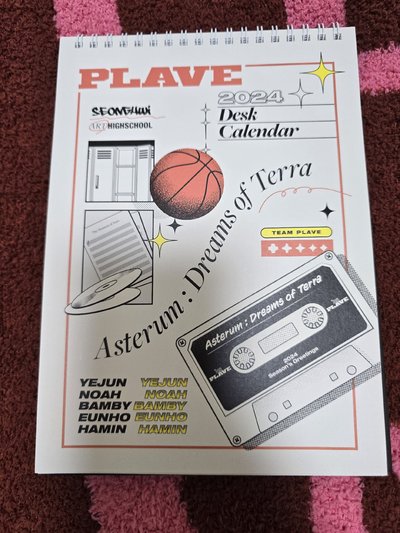 PLAVE
2024
Desk
Calendar
ART HIGHSCHOOL
Asterum : Dreams of Terra
TEAM PLAVE
Asterum : Dreams of Terra
PLAVE
PLAVE
2024
Season's Greetings
YEJUN YEJUN
NOAH NOAH
BAMBY BAMBY
EUNHO EUNHO
HAMIN HAMIN